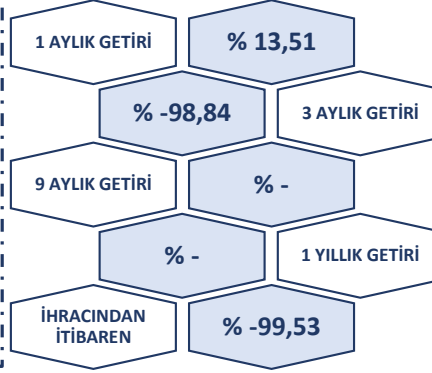 1 AYLIK GETİRİ
% 13,51
% -98,84
3 AYLIK GETİRİ
9 AYLIK GETİRİ
% -
% -
1 YILLIK GETİRİ
İHRACINDAN
İTİBAREN
% -99,53